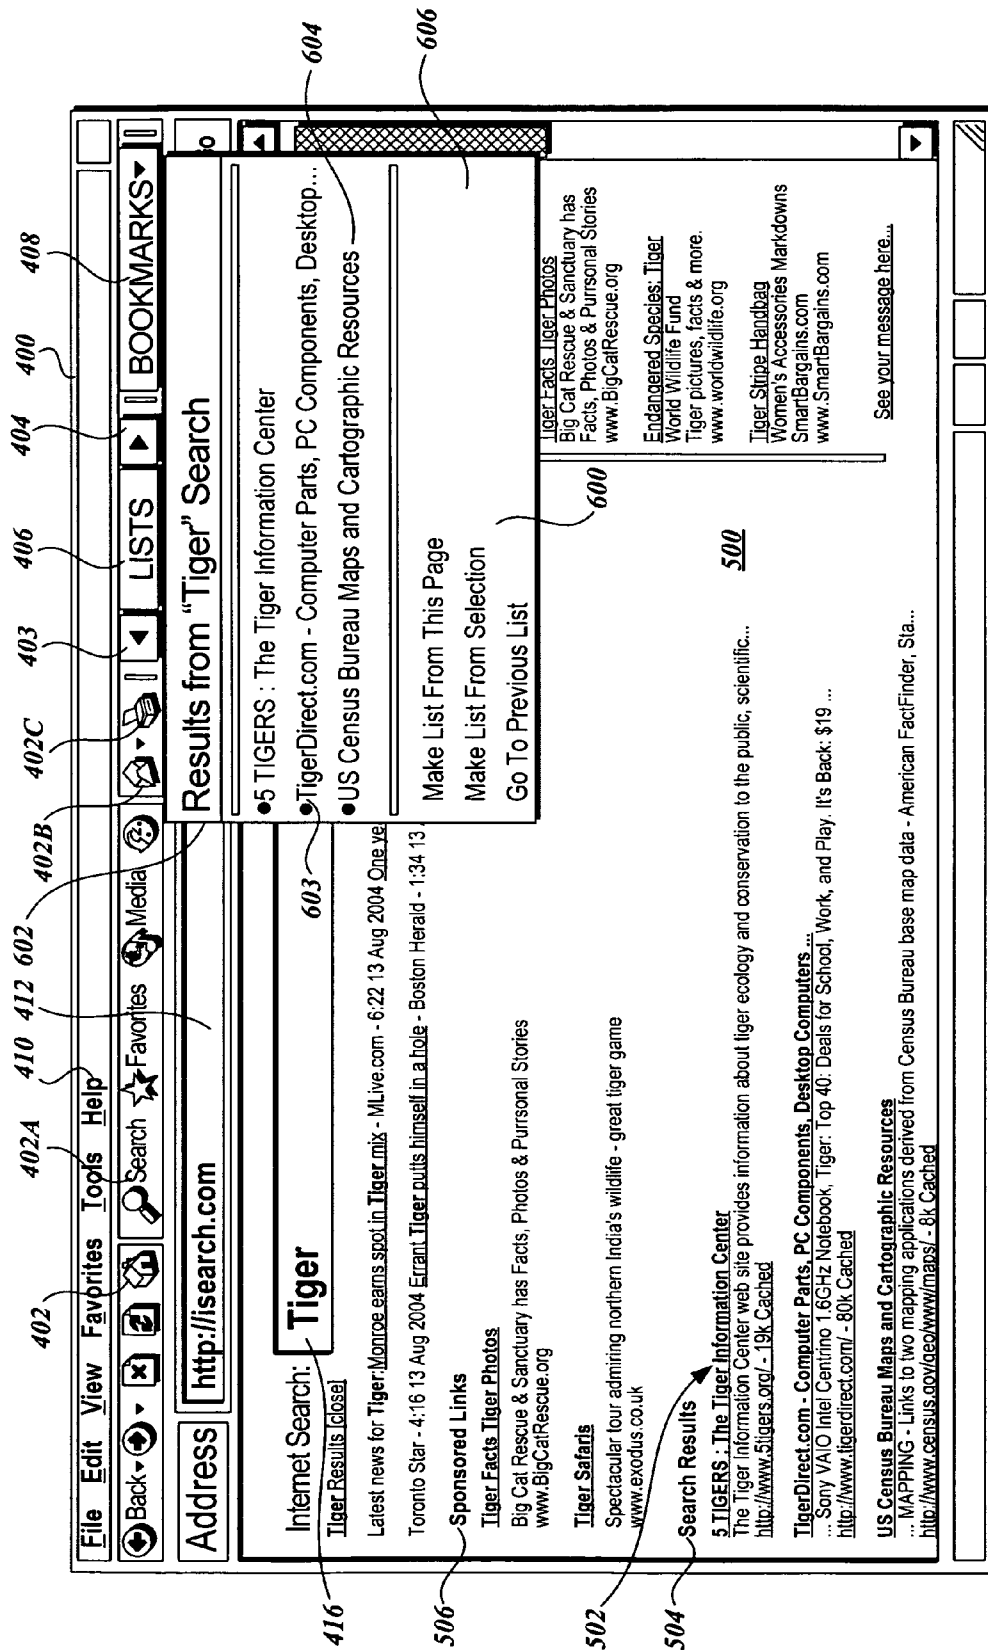 402A 410 412 602 402B 402C 403 406 404 400 408
402
File Edit View Favorites Tools Help
Back Search Favorites Media LISTS BOOKMARKS
Address http://isearch.com
Results from “Tiger” Search
5 TIGERS : The Tiger Information Center
TigerDirect.com - Computer Parts, PC Components, Desktop...
US Census Bureau Maps and Cartographic Resources
Make List From This Page
Make List From Selection
Go To Previous List
603
604
606
600
Internet Search: Tiger
416
Tiger Results [close]
Latest news for Tiger:Monroe earns spot in Tiger mix - MLive.com - 6:22 13 Aug 2004 One ye
Toronto Star - 4:16 13 Aug 2004 Errant Tiger putts himself in a hole - Boston Herald - 1:34 13
506
Sponsored Links
Tiger Facts Tiger Photos
Big Cat Rescue & Sanctuary has Facts, Photos & Purrsonal Stories
www.BigCatRescue.org
Tiger Safaris
Spectacular tour admiring northern India's wildlife - great tiger game
www.exodus.co.uk
502
504
Search Results
5 TIGERS : The Tiger Information Center
The Tiger Information Center web site provides information about tiger ecology and conservation to the public, scientific...
http://www.5tigers.org/ - 19k Cached
TigerDirect.com - Computer Parts, PC Components, Desktop Computers ...
... Sony VAIO Intel Centrino 1.6GHz Notebook, Tiger: Top 40: Deals for School, Work, and Play. It's Back: $19 ...
http://www.tigerdirect.com/ - 80k Cached
US Census Bureau Maps and Cartographic Resources
... MAPPING - Links to two mapping applications derived from Census Bureau base map data - American FactFinder, Sta...
http://www.census.gov/geo/www/maps/ - 8k Cached
500
Tiger Facts Tiger Photos
Big Cat Rescue & Sanctuary has
Facts, Photos & Purrsonal Stories
www.BigCatRescue.org
Endangered Species: Tiger
World Wildlife Fund
Tiger pictures, facts & more.
www.worldwildlife.org
Tiger Stripe Handbag
Women's Accessories Markdowns
SmartBargains.com
www.SmartBargains.com
See your message here...